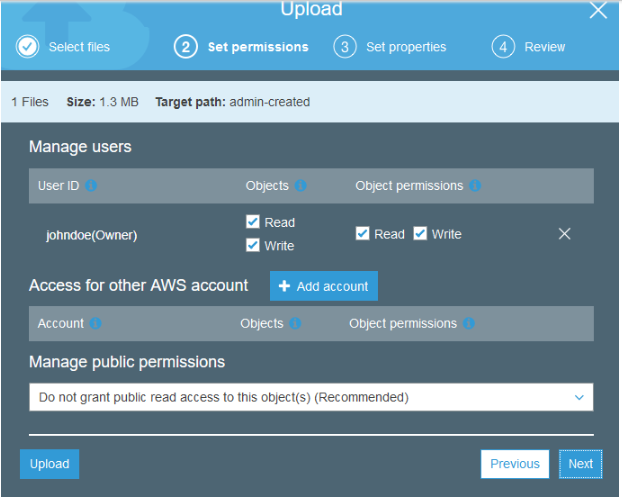 Upload
Select files 2 Set permissions 3 Set properties 4 Review
1 Files Size: 1.3 MB Target path: admin-created
Manage users
User ID Objects Object permissions
Read
johndoe(Owner) Read Write
Write
Access for other AWS account + Add account
Account Objects Object permissions
Manage public permissions
Do not grant public read access to this object(s) (Recommended)
Upload Previous Next